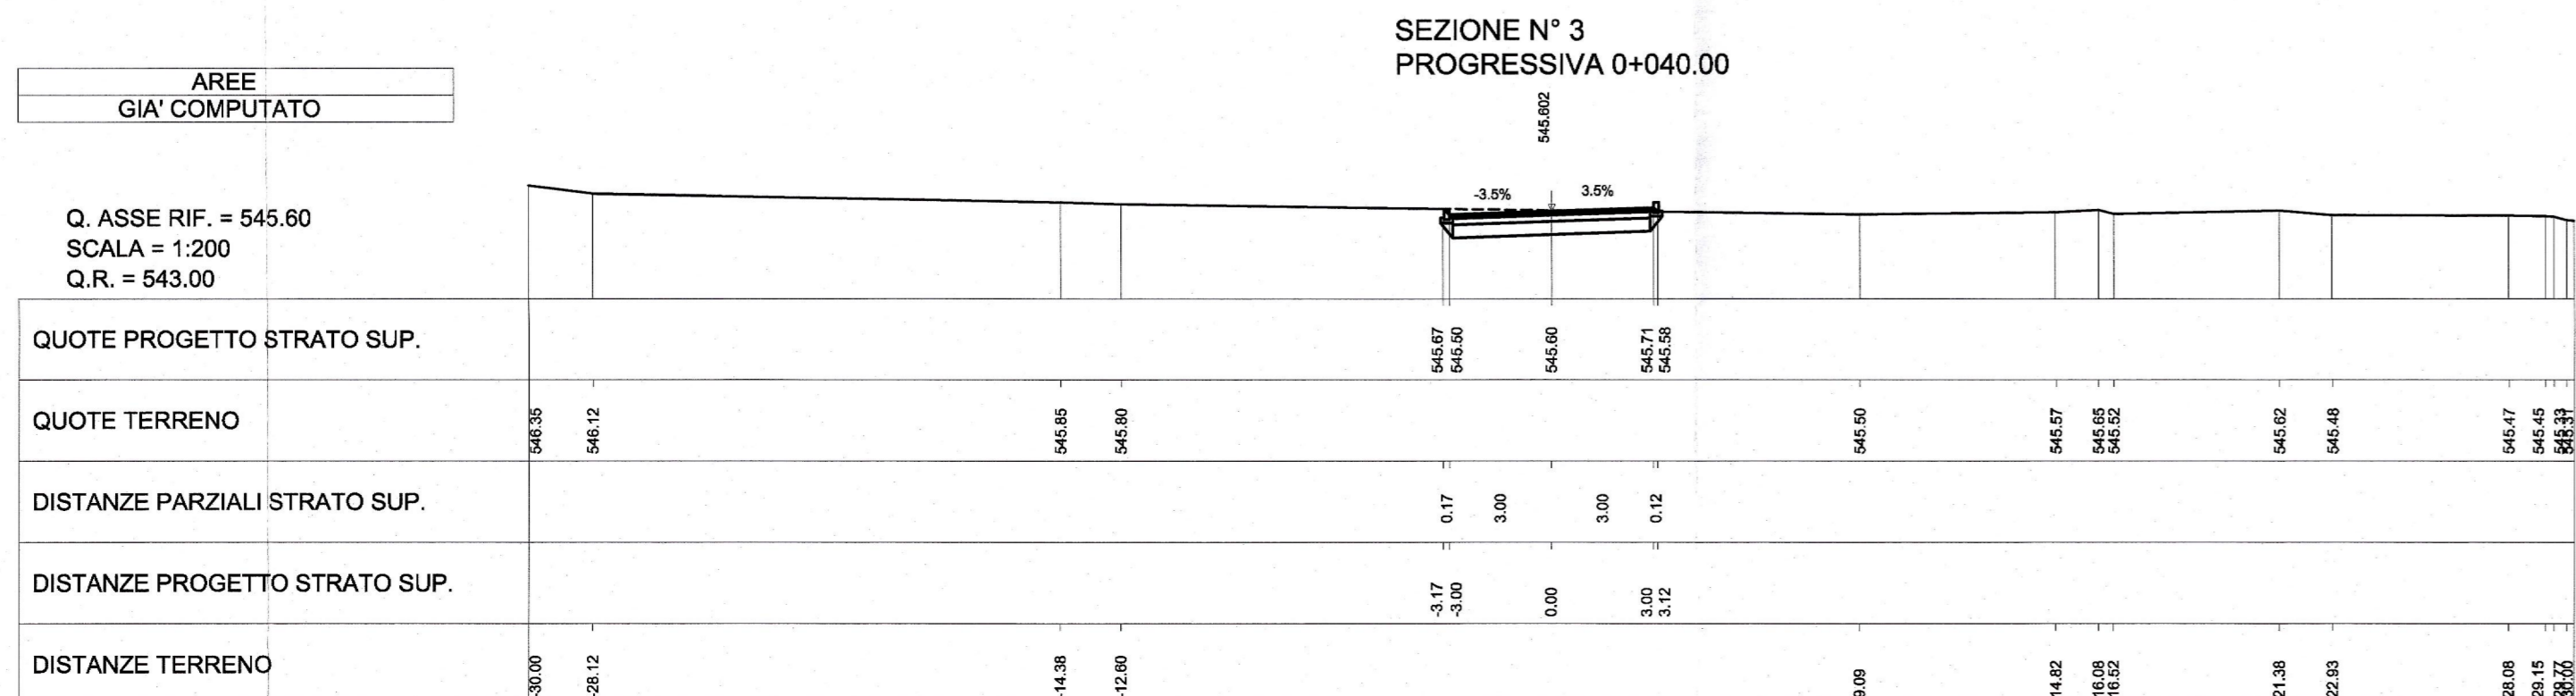 SEZIONE N° 3
PROGRESSIVA 0+040.00
AREE
GIA' COMPUTATO
545.602
-3.5% 3.5%
Q. ASSE RIF. = 545.60
SCALA = 1:200
Q.R. = 543.00
QUOTE PROGETTO STRATO SUP. 545.67 545.50 545.60 545.71 545.58
QUOTE TERRENO 546.35 546.12 545.85 545.80 545.50 545.57 545.65 545.52 545.62 545.48 545.47 545.45 545.33
DISTANZE PARZIALI STRATO SUP. 0.17 3.00 3.00 0.12
DISTANZE PROGETTO STRATO SUP. -3.17 -3.00 0.00 3.00 3.12
DISTANZE TERRENO -30.00 -28.12 -14.38 -12.60 9.09 14.82 16.08 16.52 21.38 22.93 28.08 29.15